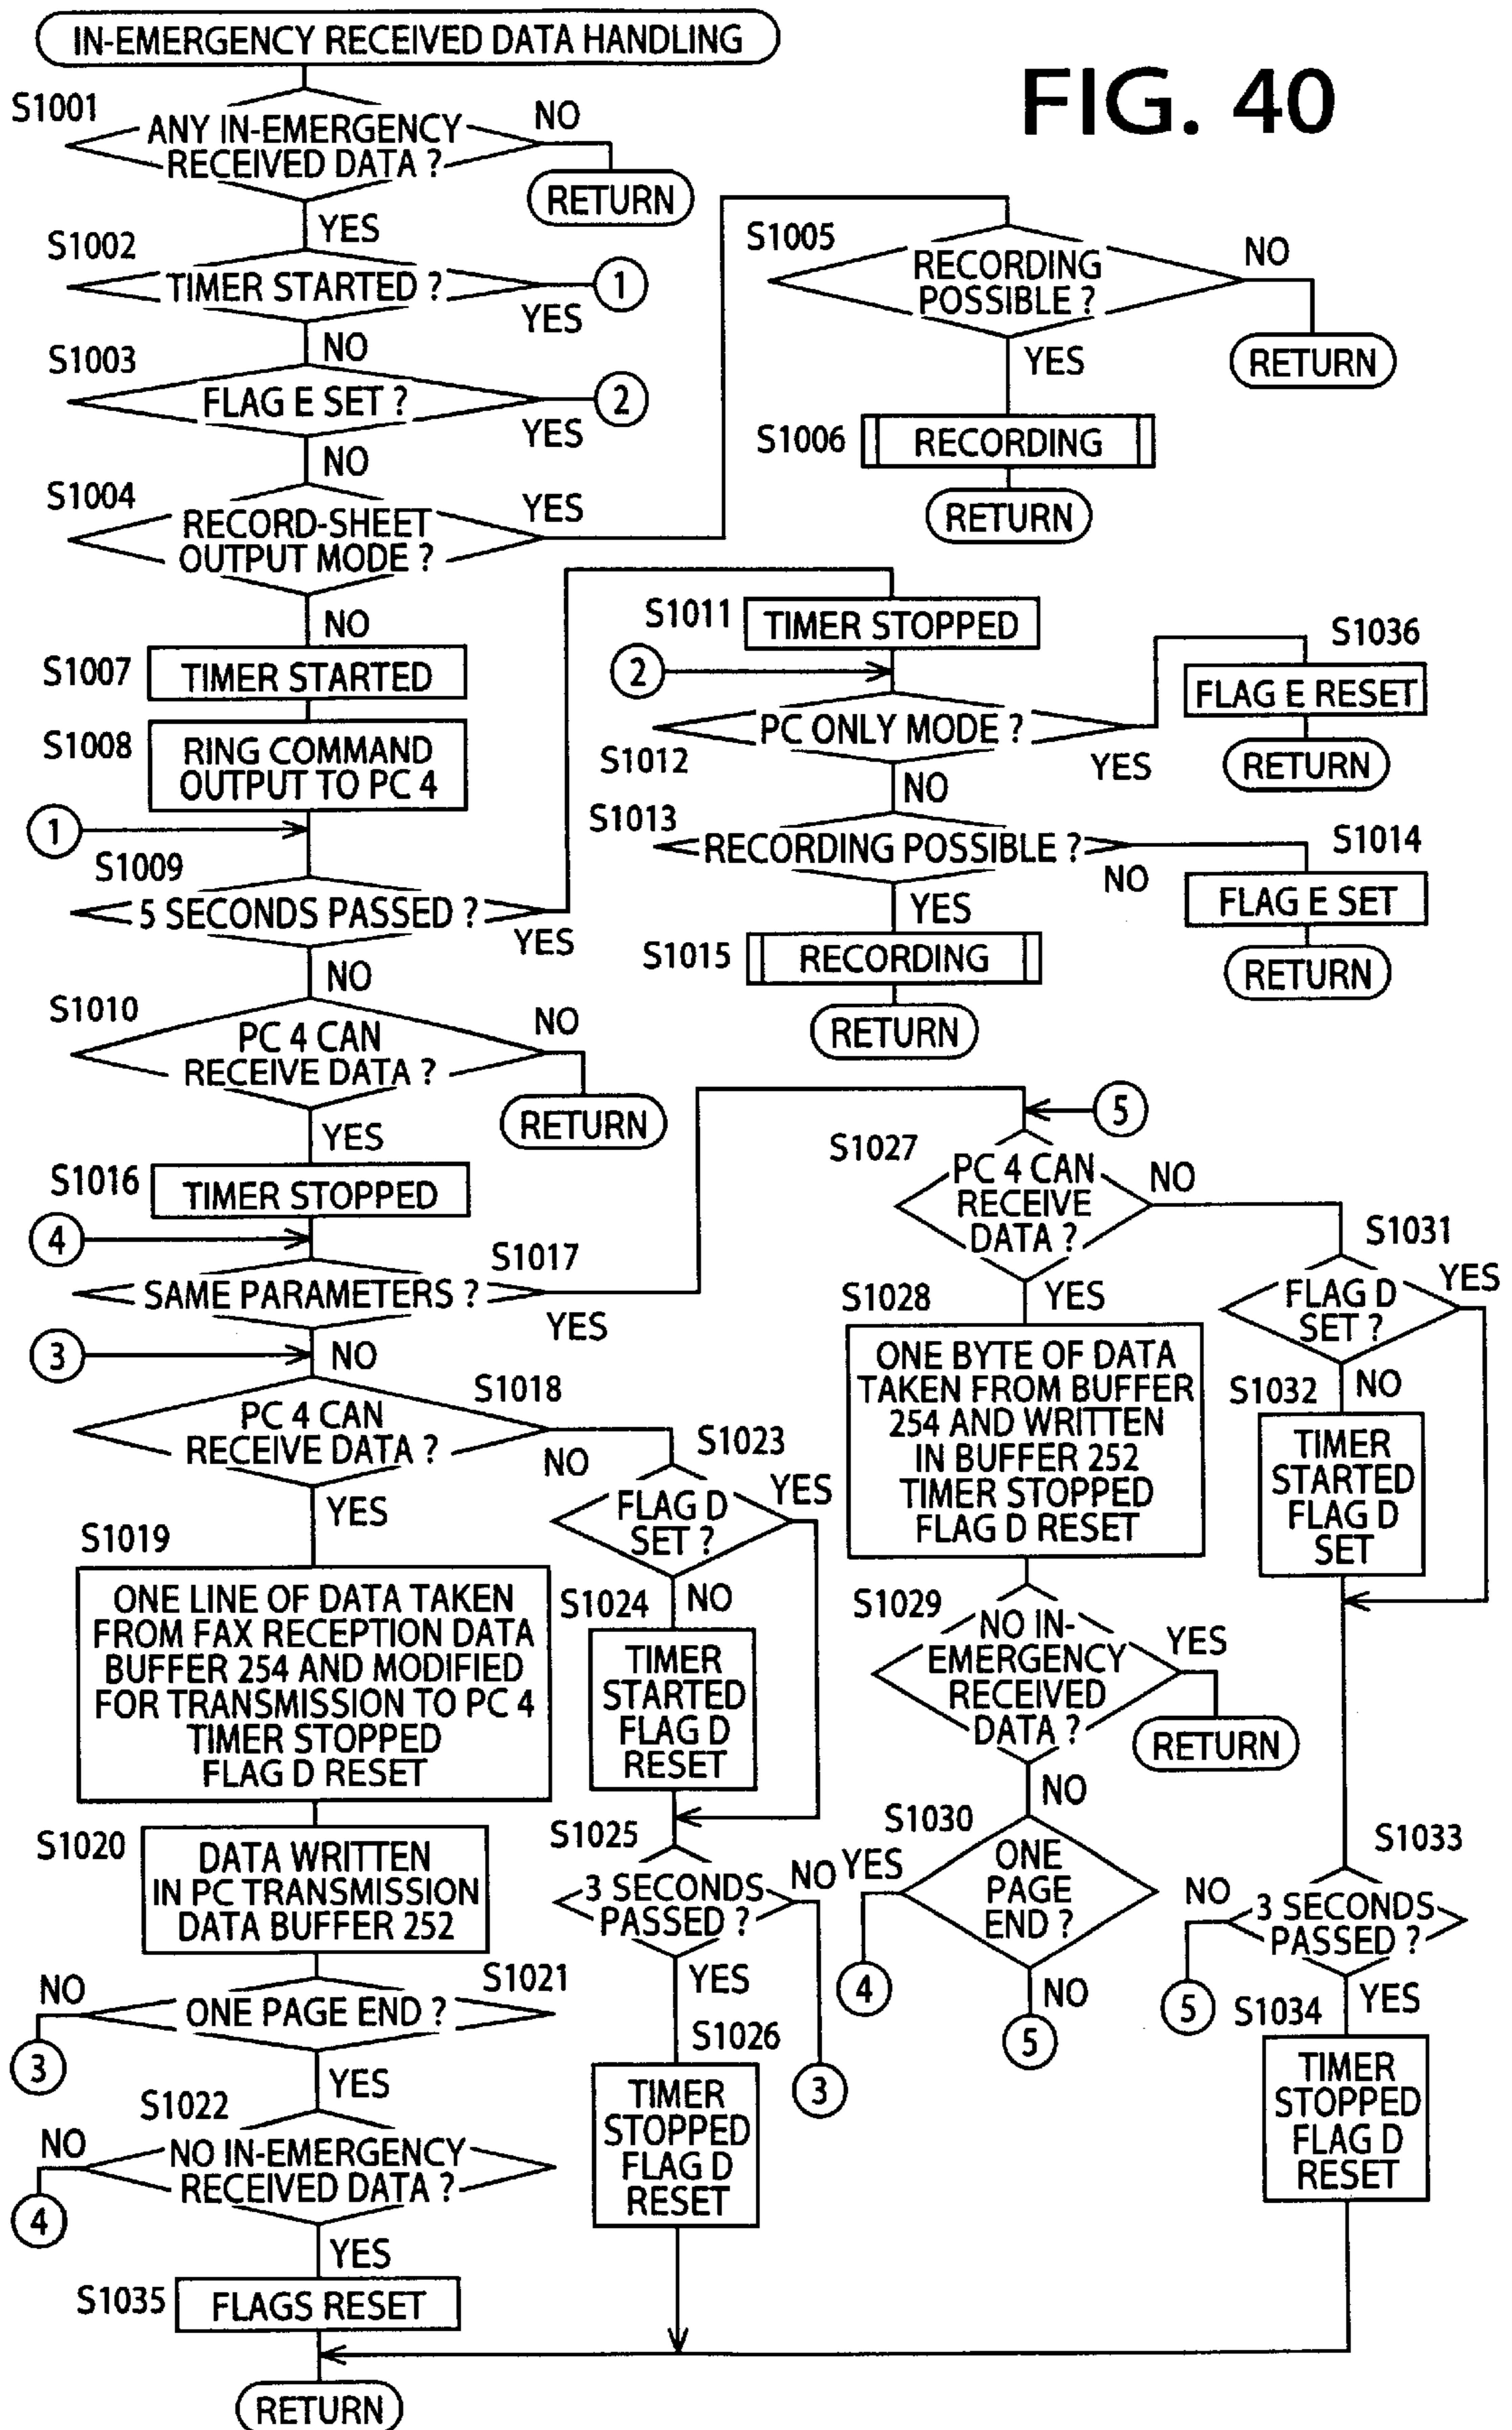 IN-EMERGENCY RECEIVED DATA HANDLING
FIG. 40
S1001
ANY IN-EMERGENCY
RECEIVED DATA ?
NO
RETURN
YES
S1002
TIMER STARTED ?
1
YES
NO
S1003
FLAG E SET ?
2
YES
NO
S1004
RECORD-SHEET
OUTPUT MODE ?
YES
NO
S1005
RECORDING
POSSIBLE ?
NO
RETURN
YES
S1006
RECORDING
RETURN
S1007
TIMER STARTED
S1008
RING COMMAND
OUTPUT TO PC 4
1
S1009
5 SECONDS PASSED ?
YES
NO
S1010
PC 4 CAN
RECEIVE DATA ?
NO
RETURN
YES
S1011
TIMER STOPPED
2
PC ONLY MODE ?
S1012
YES
NO
S1036
FLAG E RESET
RETURN
S1013
RECORDING POSSIBLE ?
NO
S1014
FLAG E SET
RETURN
YES
S1015
RECORDING
RETURN
S1016
TIMER STOPPED
4
S1017
SAME PARAMETERS ?
YES
3
NO
S1018
PC 4 CAN
RECEIVE DATA ?
NO
YES
S1019
ONE LINE OF DATA TAKEN
FROM FAX RECEPTION DATA
BUFFER 254 AND MODIFIED
FOR TRANSMISSION TO PC 4
TIMER STOPPED
FLAG D RESET
S1020
DATA WRITTEN
IN PC TRANSMISSION
DATA BUFFER 252
NO
S1021
ONE PAGE END ?
3
YES
S1022
NO
NO IN-EMERGENCY
RECEIVED DATA ?
4
YES
S1035
FLAGS RESET
RETURN
S1023
FLAG D
SET ?
YES
NO
S1024
TIMER
STARTED
FLAG D
RESET
S1025
3 SECONDS
PASSED ?
NO
YES
3
S1026
TIMER
STOPPED
FLAG D
RESET
5
S1027
PC 4 CAN
RECEIVE
DATA ?
NO
YES
S1028
ONE BYTE OF DATA
TAKEN FROM BUFFER
254 AND WRITTEN
IN BUFFER 252
TIMER STOPPED
FLAG D RESET
S1029
NO IN-
EMERGENCY
RECEIVED
DATA ?
YES
RETURN
NO
S1030
ONE
PAGE
END ?
YES
4
NO
5
S1031
FLAG D
SET ?
YES
NO
S1032
TIMER
STARTED
FLAG D
SET
S1033
3 SECONDS
PASSED ?
NO
5
YES
S1034
TIMER
STOPPED
FLAG D
RESET